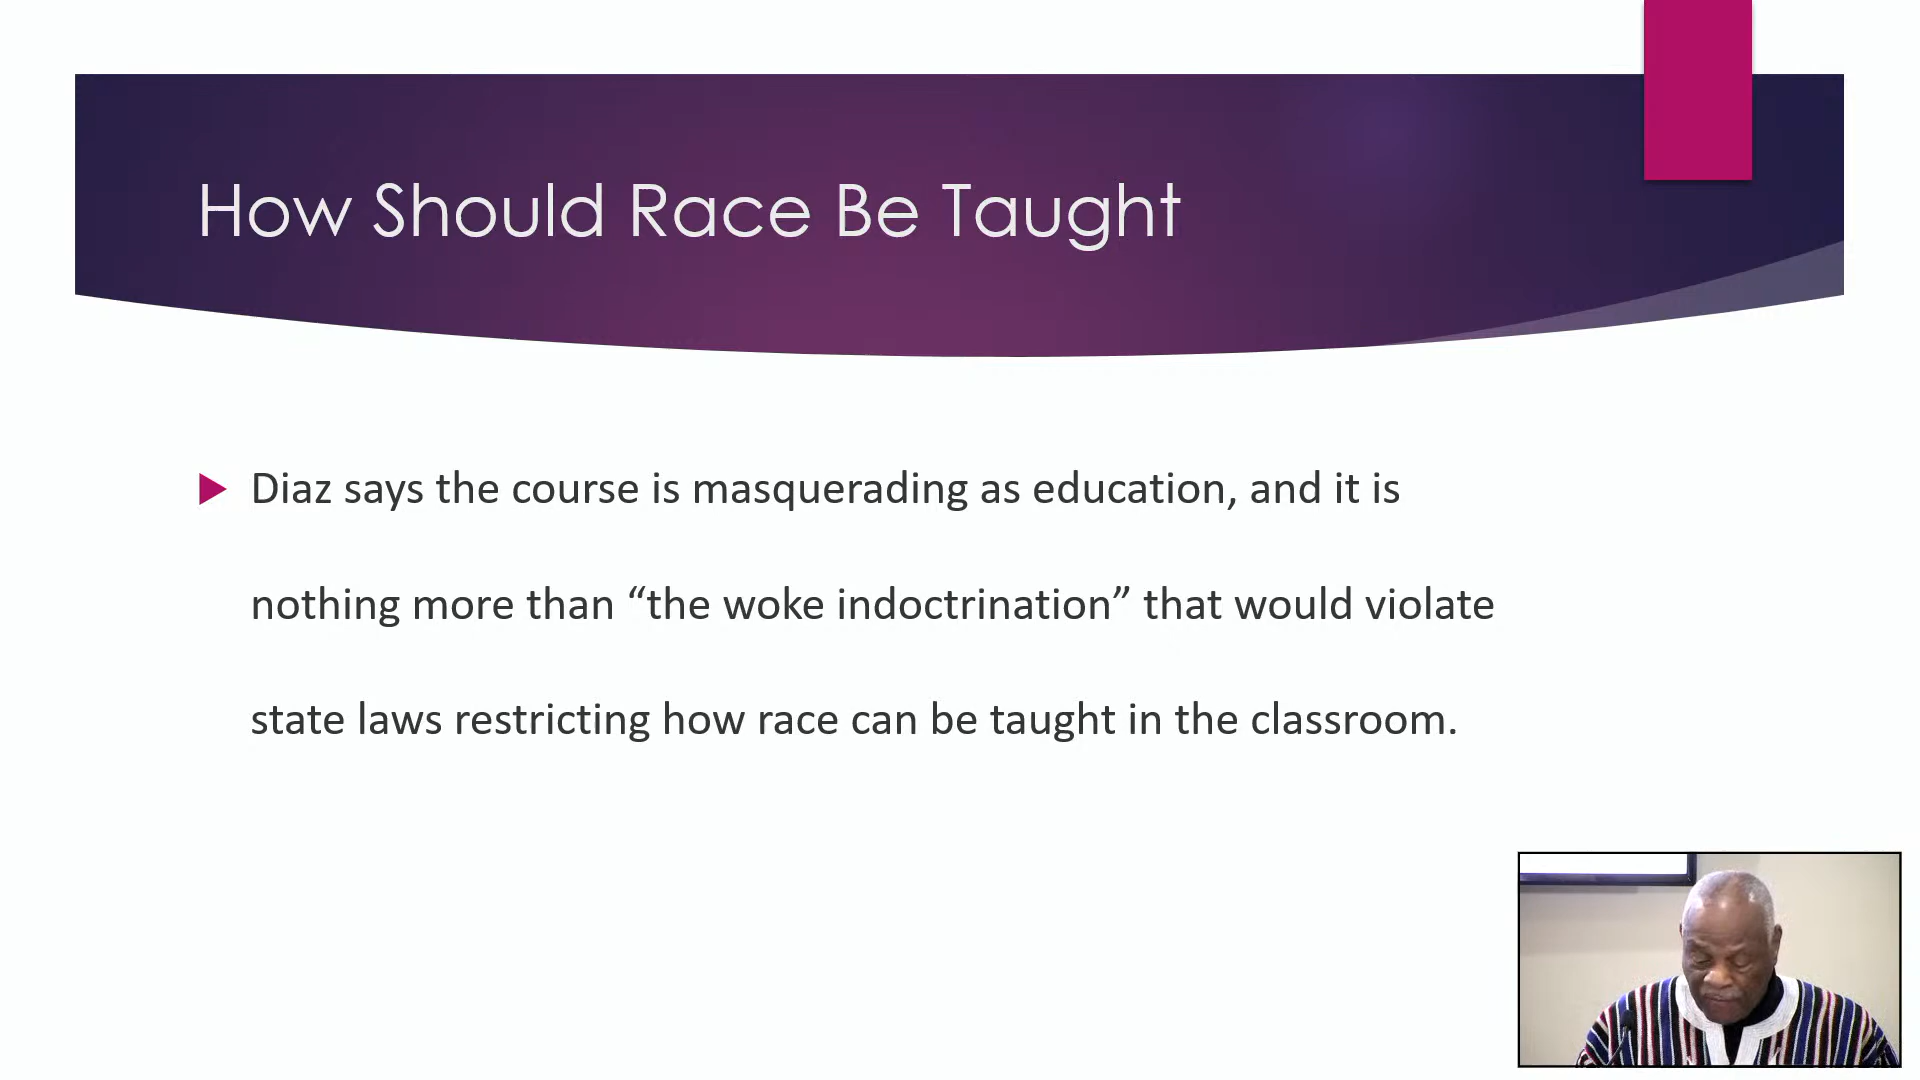 How Should Race Be Taught
Diaz says the course is masquerading as education, and it is
nothing more than “the woke indoctrination” that would violate
state laws restricting how race can be taught in the classroom.